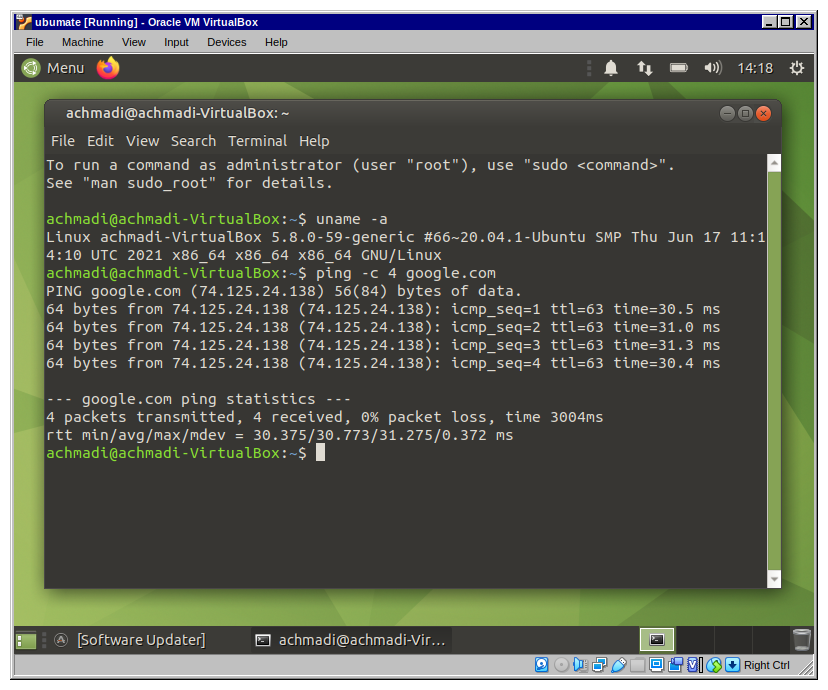 ubumate [Running] - Oracle VM VirtualBox
File Machine View Input Devices Help
Menu 14:18
achmadi@achmadi-VirtualBox: ~
File Edit View Search Terminal Help
To run a command as administrator (user "root"), use "sudo <command>".
See "man sudo_root" for details.
achmadi@achmadi-VirtualBox:~$ uname -a
Linux achmadi-VirtualBox 5.8.0-59-generic #66~20.04.1-Ubuntu SMP Thu Jun 17 11:1
4:10 UTC 2021 x86_64 x86_64 x86_64 GNU/Linux
achmadi@achmadi-VirtualBox:~$ ping -c 4 google.com
PING google.com (74.125.24.138) 56(84) bytes of data.
64 bytes from 74.125.24.138 (74.125.24.138): icmp_seq=1 ttl=63 time=30.5 ms
64 bytes from 74.125.24.138 (74.125.24.138): icmp_seq=2 ttl=63 time=31.0 ms
64 bytes from 74.125.24.138 (74.125.24.138): icmp_seq=3 ttl=63 time=31.3 ms
64 bytes from 74.125.24.138 (74.125.24.138): icmp_seq=4 ttl=63 time=30.4 ms
--- google.com ping statistics ---
4 packets transmitted, 4 received, 0% packet loss, time 3004ms
rtt min/avg/max/mdev = 30.375/30.773/31.275/0.372 ms
achmadi@achmadi-VirtualBox:~$
[Software Updater] achmadi@achmadi-Vir...
Right Ctrl